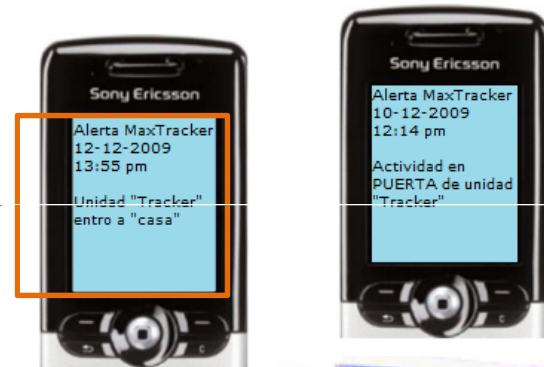 Sony Ericsson
Alerta MaxTracker
12-12-2009
13:55 pm
Unidad "Tracker"
entro a "casa"
c
Sony Ericsson
Alerta MaxTracker
10-12-2009
12:14 pm
Actividad en
PUERTA de unidad
"Tracker"
c